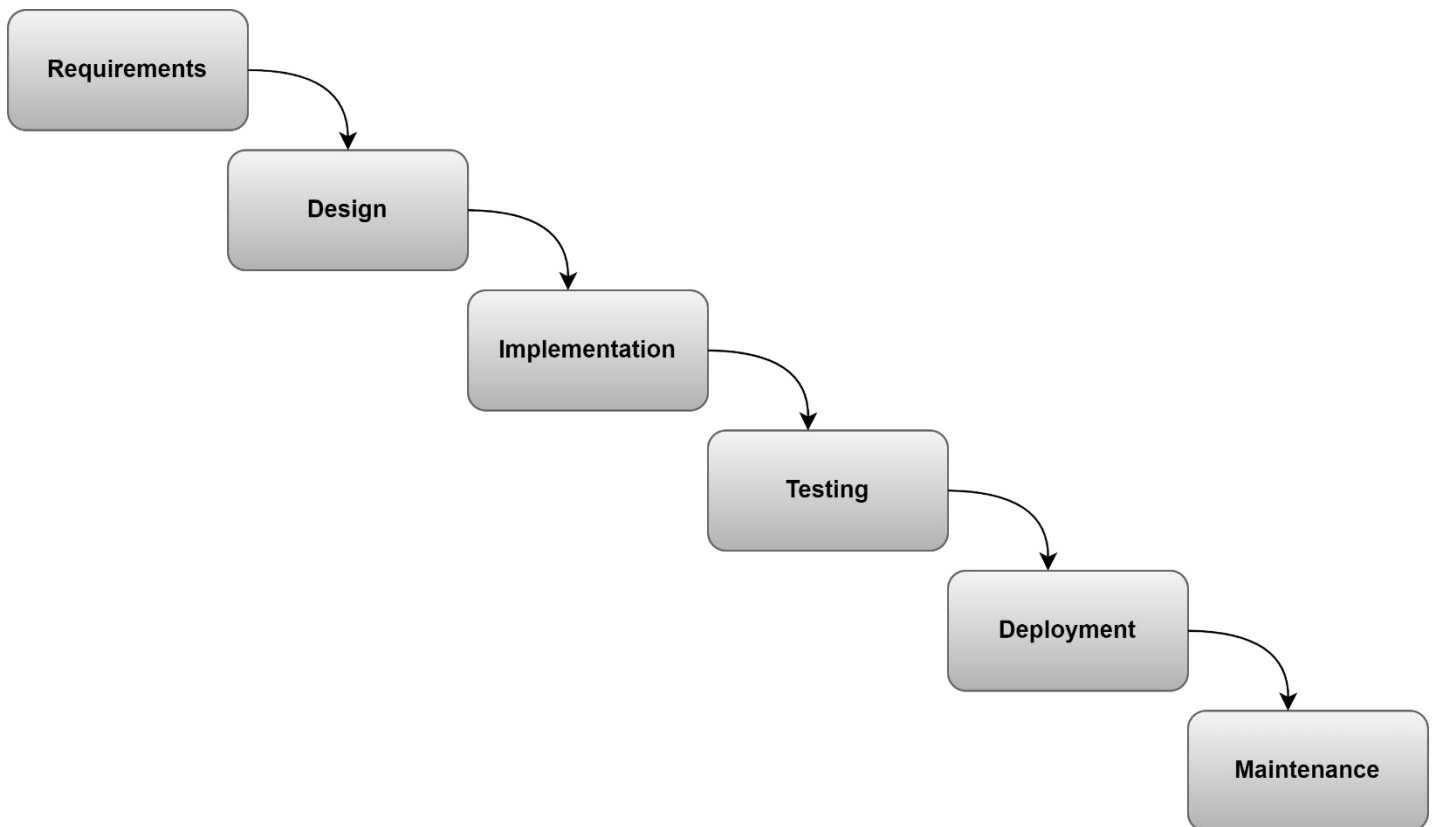 Requirements
Design
Implementation
Testing
Deployment
Maintenance